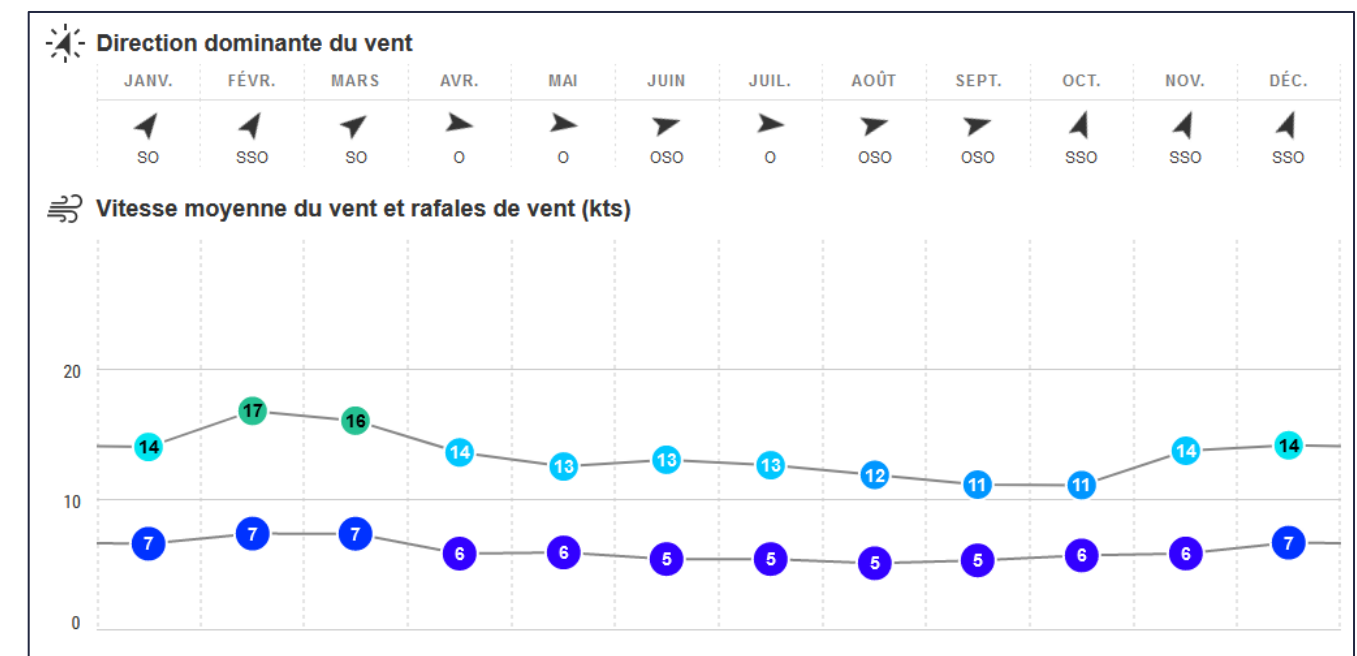 Direction dominante du vent
JANV. FÉVR. MARS AVR. MAI JUIN JUIL. AOÛT SEPT. OCT. NOV. DÉC.
SO SSO SO O O OSO O OSO OSO SSO SSO SSO
Vitesse moyenne du vent et rafales de vent (kts)
20
14 17 16 14 13 13 13 12 11 11 14 14
10
7 7 7 6 6 5 5 5 5 6 6 7
0